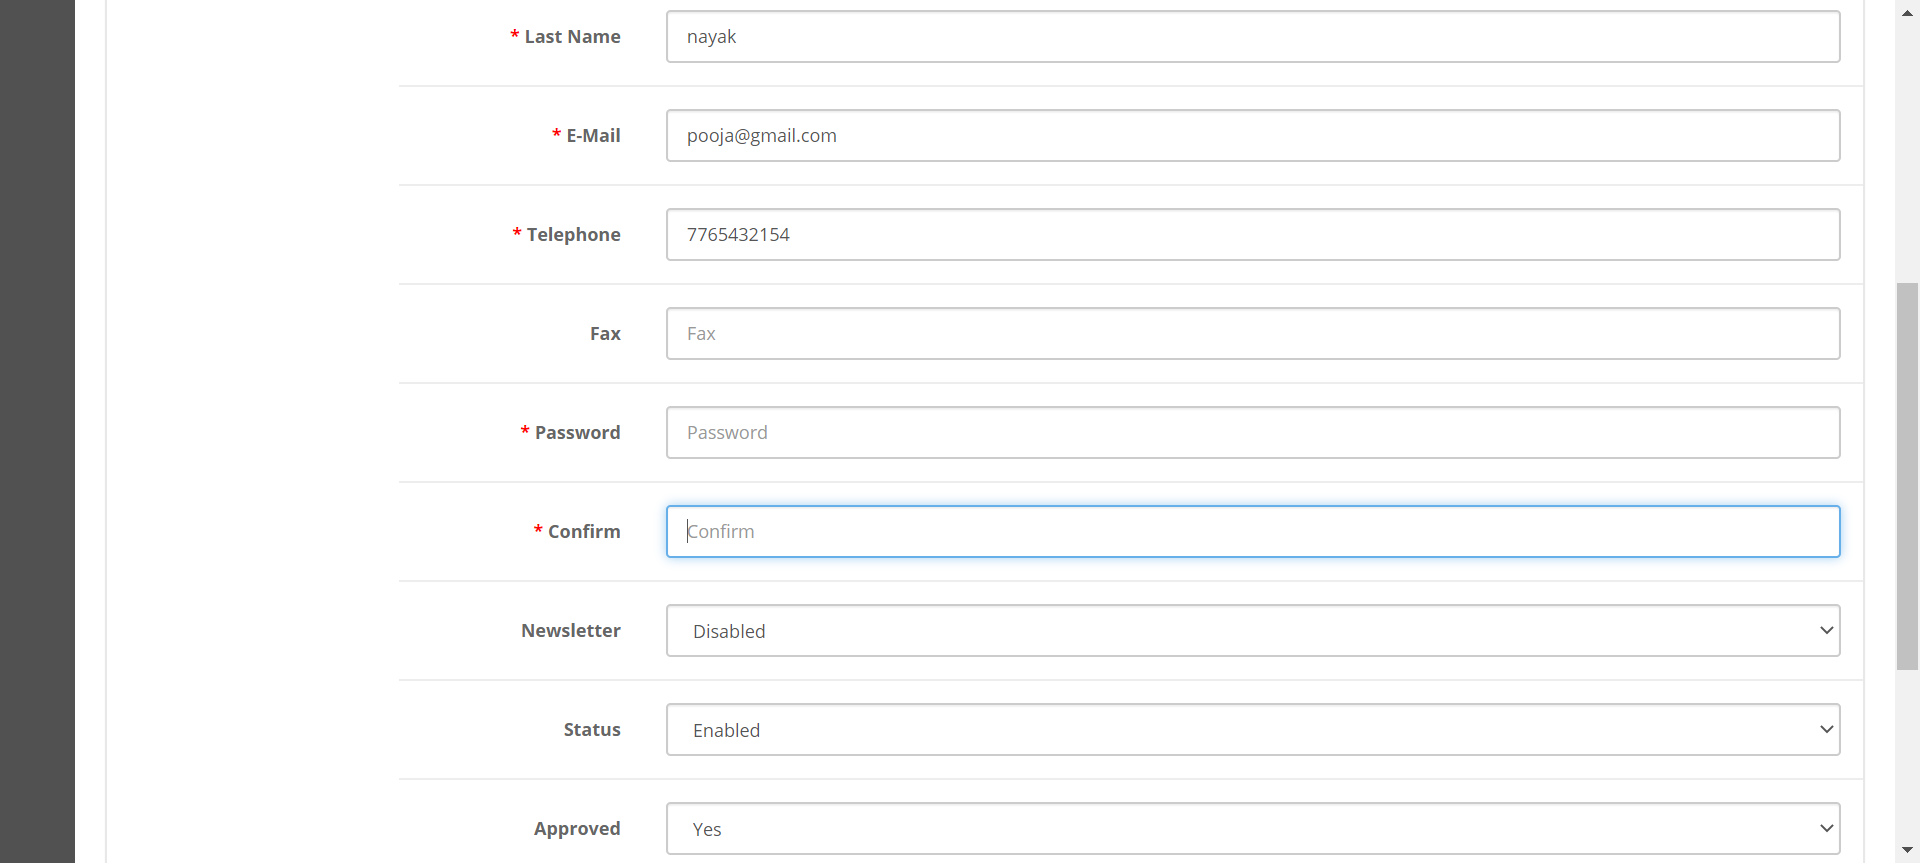 * Last Name nayak
* E-Mail pooja@gmail.com
* Telephone 7765432154
Fax Fax
* Password Password
* Confirm Confirm
Newsletter Disabled
Status Enabled
Approved Yes